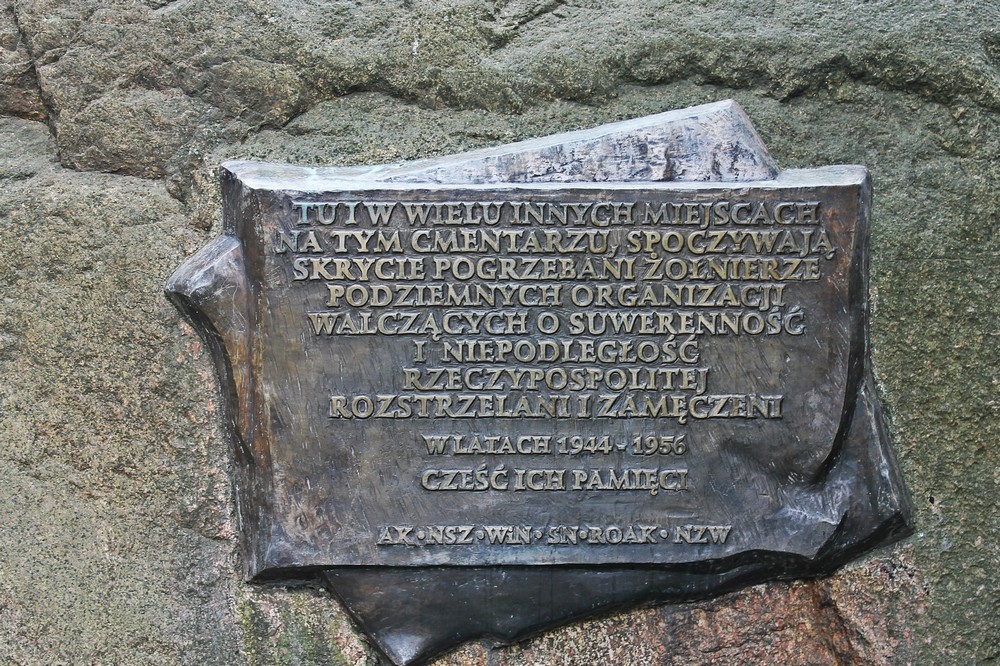 TU I W WIELU INNYCH MIEJSCACH
NA TYM CMENTARZU, SPOCZYWAJĄ
SKRYCIE POGRZEBANI ŻOŁNIERZE
PODZIEMNYCH ORGANIZACJI
WALCZĄCYCH O SUWERENNOŚĆ
I NIEPODLEGŁOŚĆ
RZECZYPOSPOLITEJ
ROZSTRZELANI I ZAMĘCZENI
W LATACH 1944 - 1956
CZEŚĆ ICH PAMIĘCI
AK · NSZ · WiN · SN · ROAK · NZW